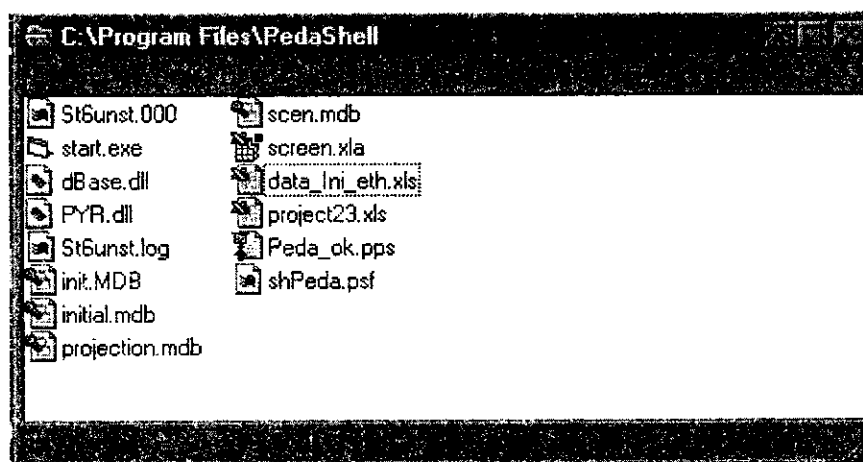 C:\Program Files\PedaShell
St6unst.000
start.exe
dBase.dll
PYR.dll
St6unst.log
init.MDB
initial.mdb
projection.mdb
scen.mdb
screen.xla
data_Ini_eth.xls
project23.xls
Peda_ok.pps
shPeda.psf